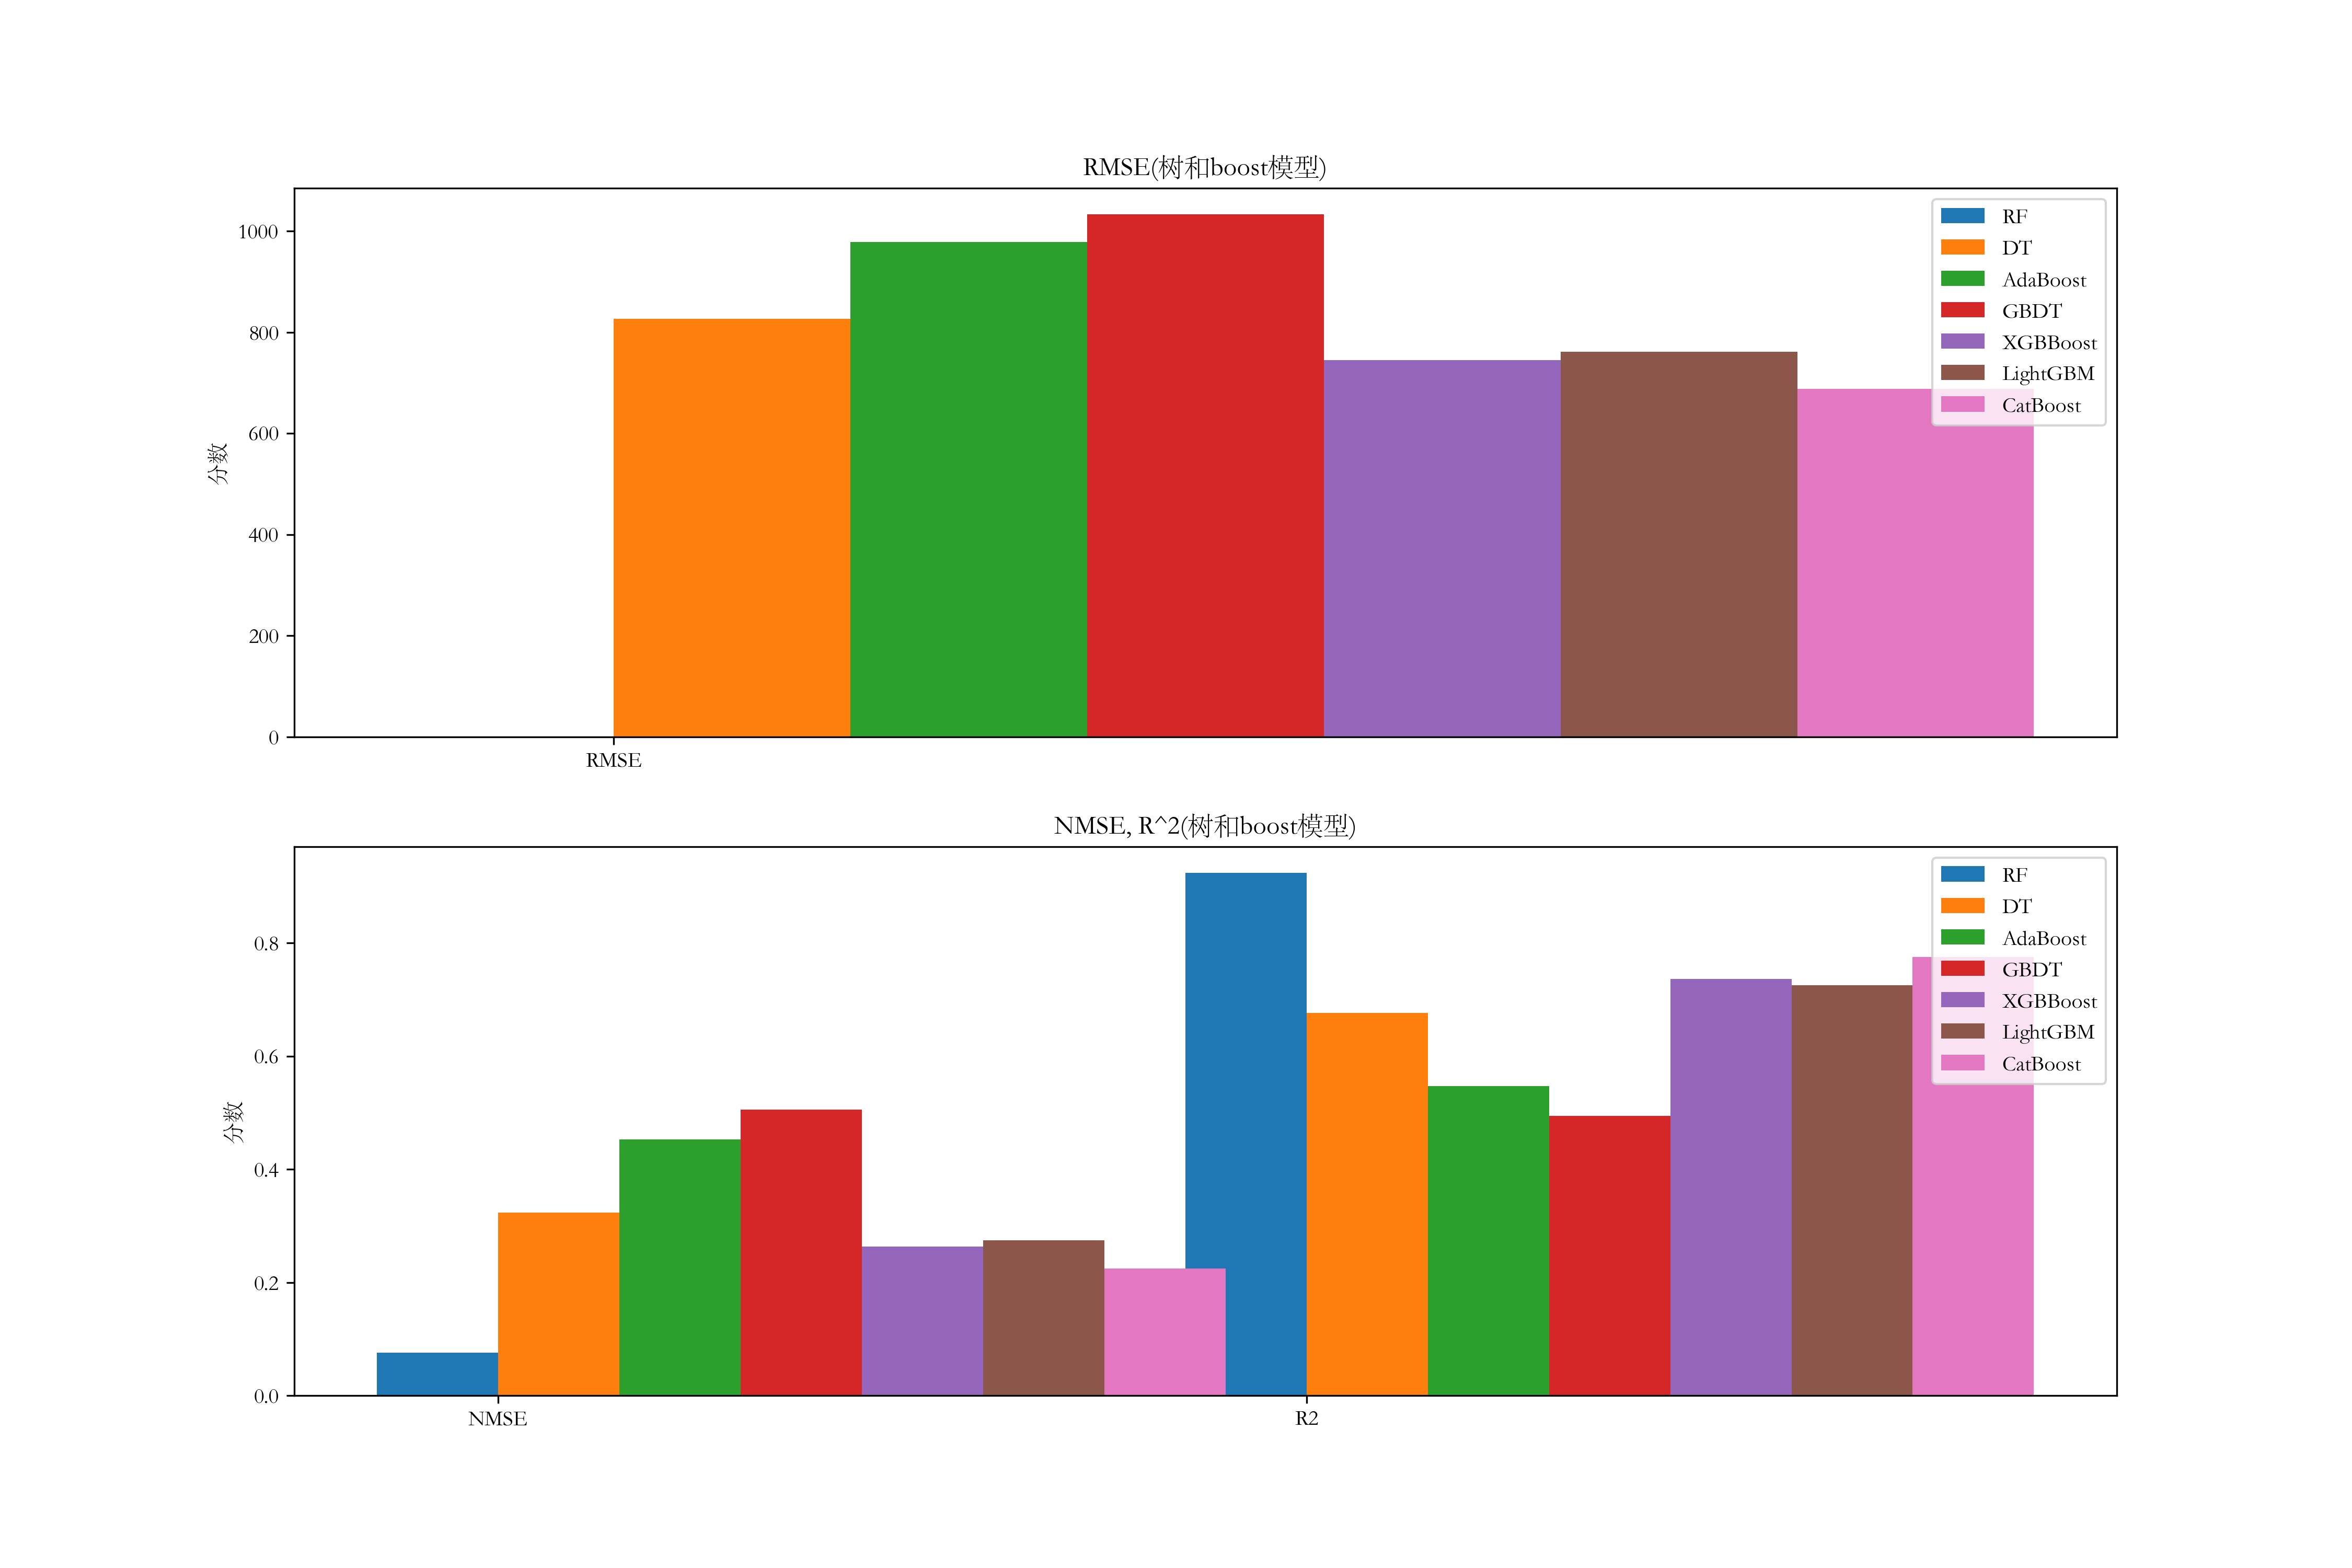 RMSE(树和boost模型)
1000
800
600
400
200
0
分数
RMSE
RF
DT
AdaBoost
GBDT
XGBBoost
LightGBM
CatBoost
NMSE, R^2(树和boost模型)
0.8
0.6
0.4
0.2
0.0
分数
NMSE
R2
RF
DT
AdaBoost
GBDT
XGBBoost
LightGBM
CatBoost